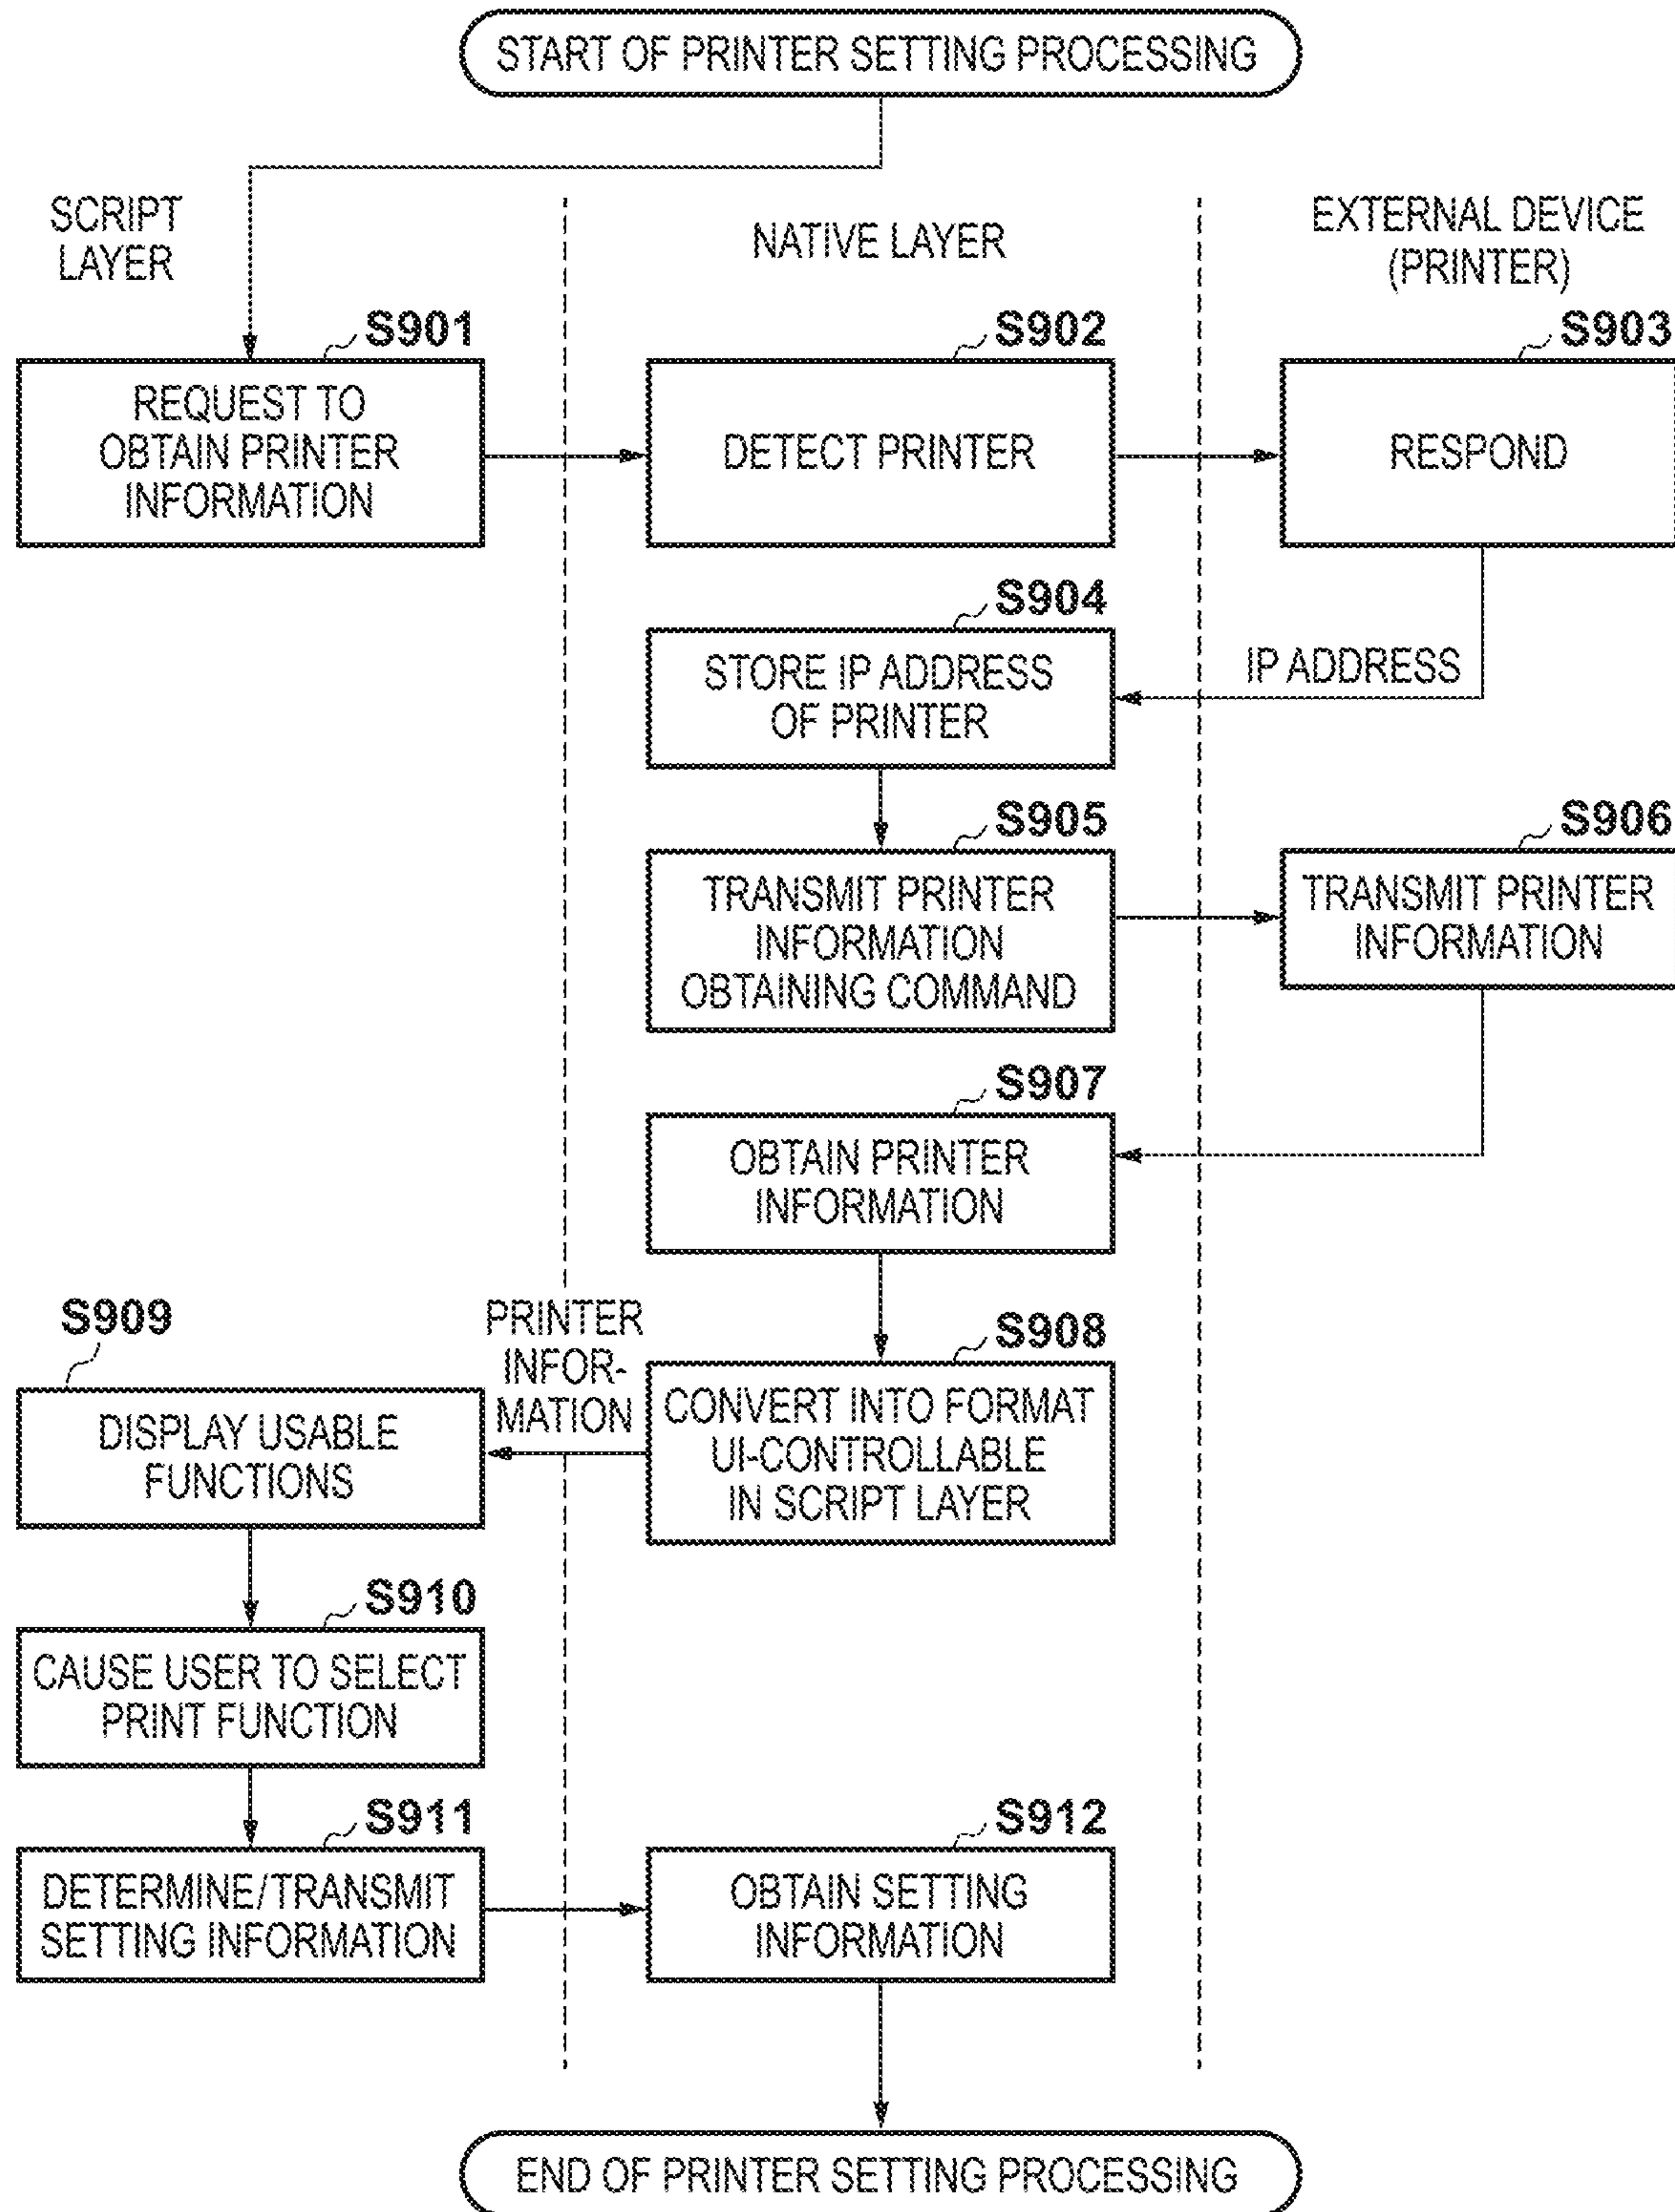 START OF PRINTER SETTING PROCESSING
SCRIPT
LAYER
NATIVE LAYER
EXTERNAL DEVICE
(PRINTER)
S901
REQUEST TO
OBTAIN PRINTER
INFORMATION
S902
DETECT PRINTER
S903
RESPOND
S904
STORE IP ADDRESS
OF PRINTER
IP ADDRESS
S905
TRANSMIT PRINTER
INFORMATION
OBTAINING COMMAND
S906
TRANSMIT PRINTER
INFORMATION
S907
OBTAIN PRINTER
INFORMATION
S908
CONVERT INTO FORMAT
UI-CONTROLLABLE
IN SCRIPT LAYER
PRINTER
INFOR-
MATION
S909
DISPLAY USABLE
FUNCTIONS
S910
CAUSE USER TO SELECT
PRINT FUNCTION
S911
DETERMINE/TRANSMIT
SETTING INFORMATION
S912
OBTAIN SETTING
INFORMATION
END OF PRINTER SETTING PROCESSING